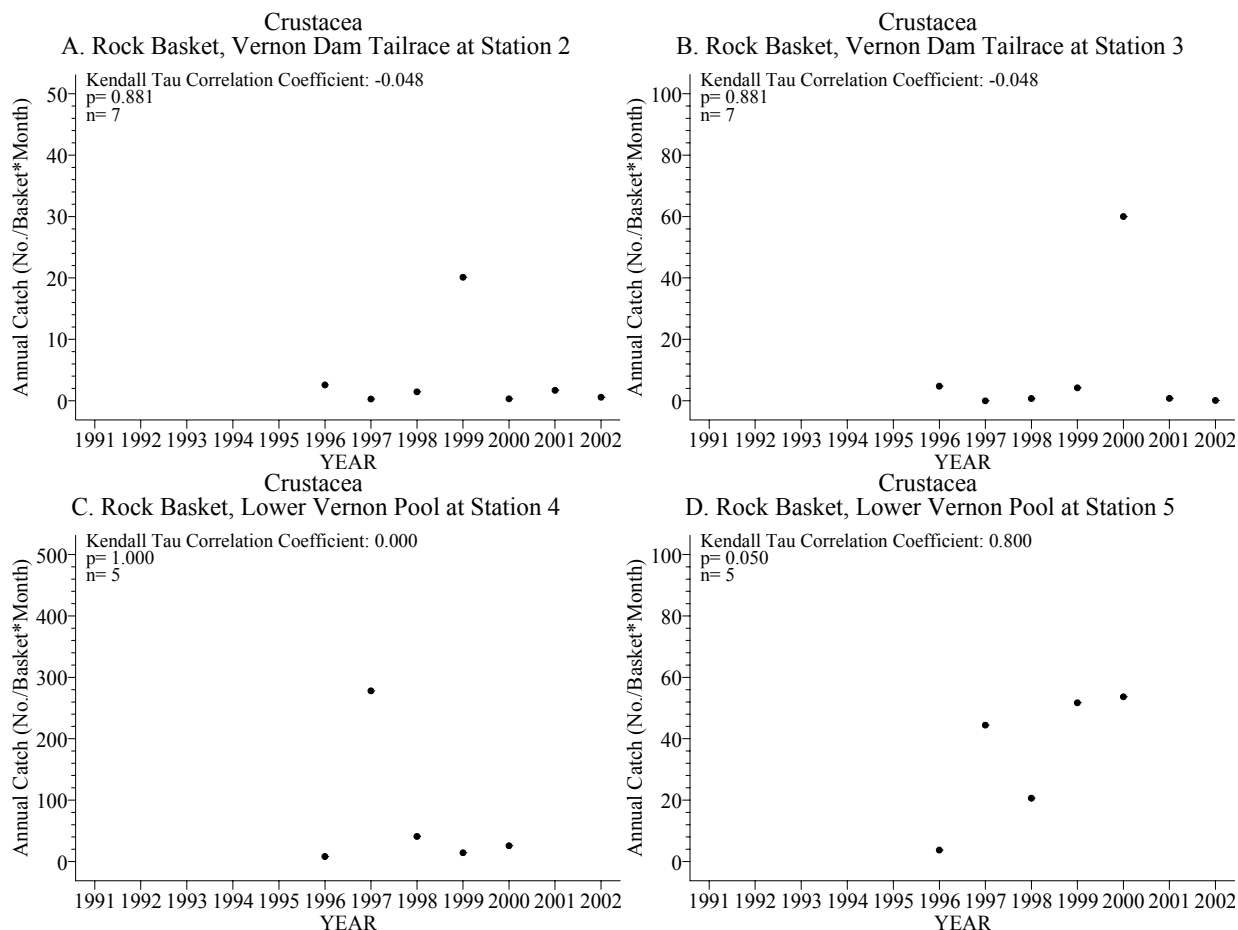 Crustacea
A. Rock Basket, Vernon Dam Tailrace at Station 2
Kendall Tau Correlation Coefficient: -0.048
p= 0.881
n= 7
Annual Catch (No./Basket*Month)
50
40
30
20
10
0
1991 1992 1993 1994 1995 1996 1997 1998 1999 2000 2001 2002
YEAR
Crustacea
B. Rock Basket, Vernon Dam Tailrace at Station 3
Kendall Tau Correlation Coefficient: -0.048
p= 0.881
n= 7
Annual Catch (No./Basket*Month)
100
80
60
40
20
0
1991 1992 1993 1994 1995 1996 1997 1998 1999 2000 2001 2002
YEAR
Crustacea
C. Rock Basket, Lower Vernon Pool at Station 4
Kendall Tau Correlation Coefficient: 0.000
p= 1.000
n= 5
Annual Catch (No./Basket*Month)
500
400
300
200
100
0
1991 1992 1993 1994 1995 1996 1997 1998 1999 2000 2001 2002
YEAR
Crustacea
D. Rock Basket, Lower Vernon Pool at Station 5
Kendall Tau Correlation Coefficient: 0.800
p= 0.050
n= 5
Annual Catch (No./Basket*Month)
100
80
60
40
20
0
1991 1992 1993 1994 1995 1996 1997 1998 1999 2000 2001 2002
YEAR